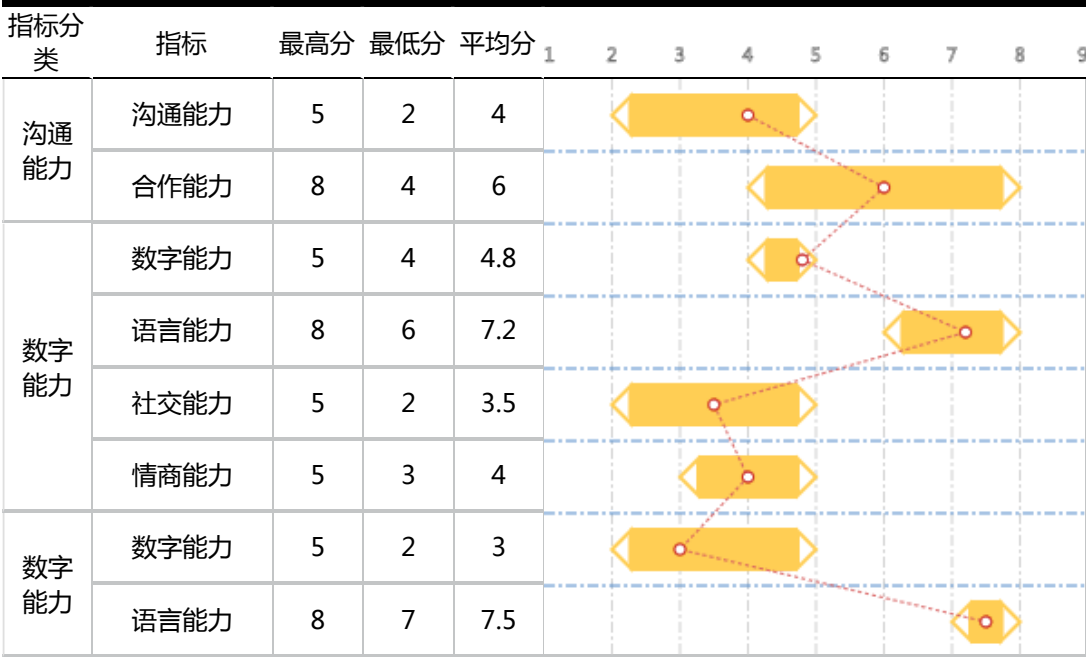 指标分
类
指标 最高分 最低分 平均分 1 2 3 4 5 6 7 8 9
沟通
能力
沟通能力 5 2 4
合作能力 8 4 6
数字
能力
数字能力 5 4 4.8
语言能力 8 6 7.2
社交能力 5 2 3.5
情商能力 5 3 4
数字
能力
数字能力 5 2 3
语言能力 8 7 7.5